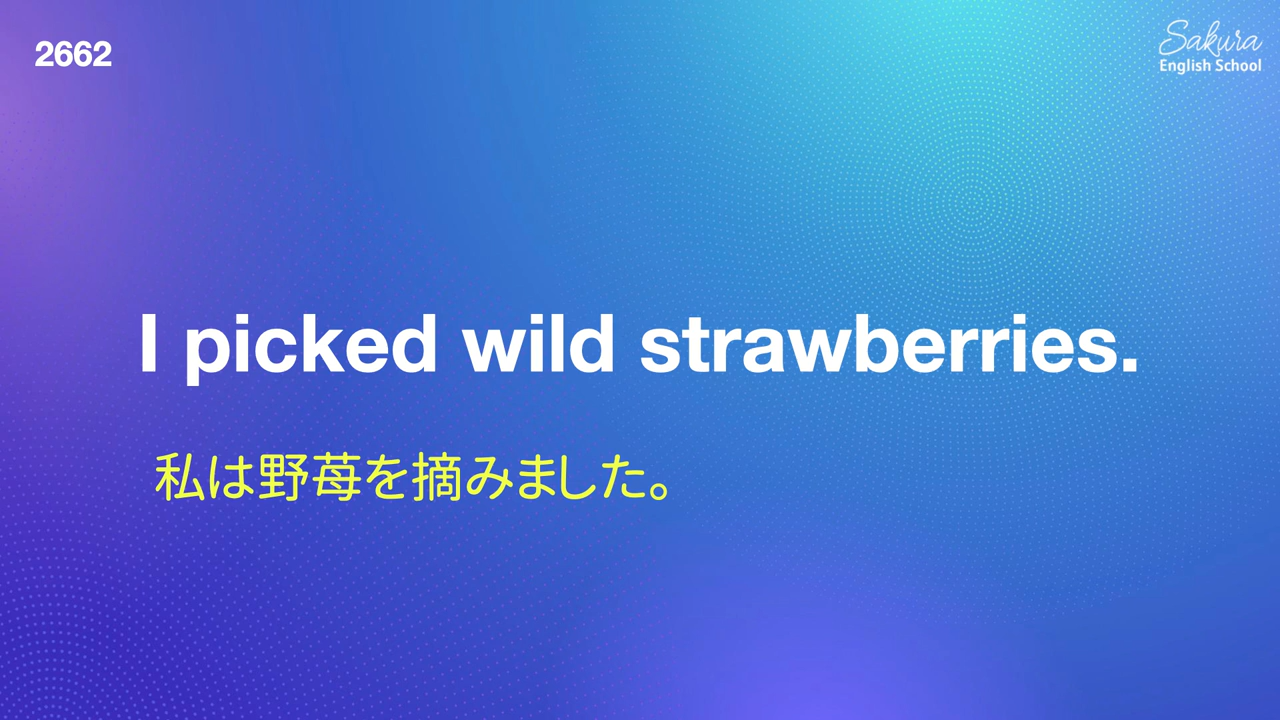 2662
Sakura
English School
I picked wild strawberries.
私は野苺を摘みました。